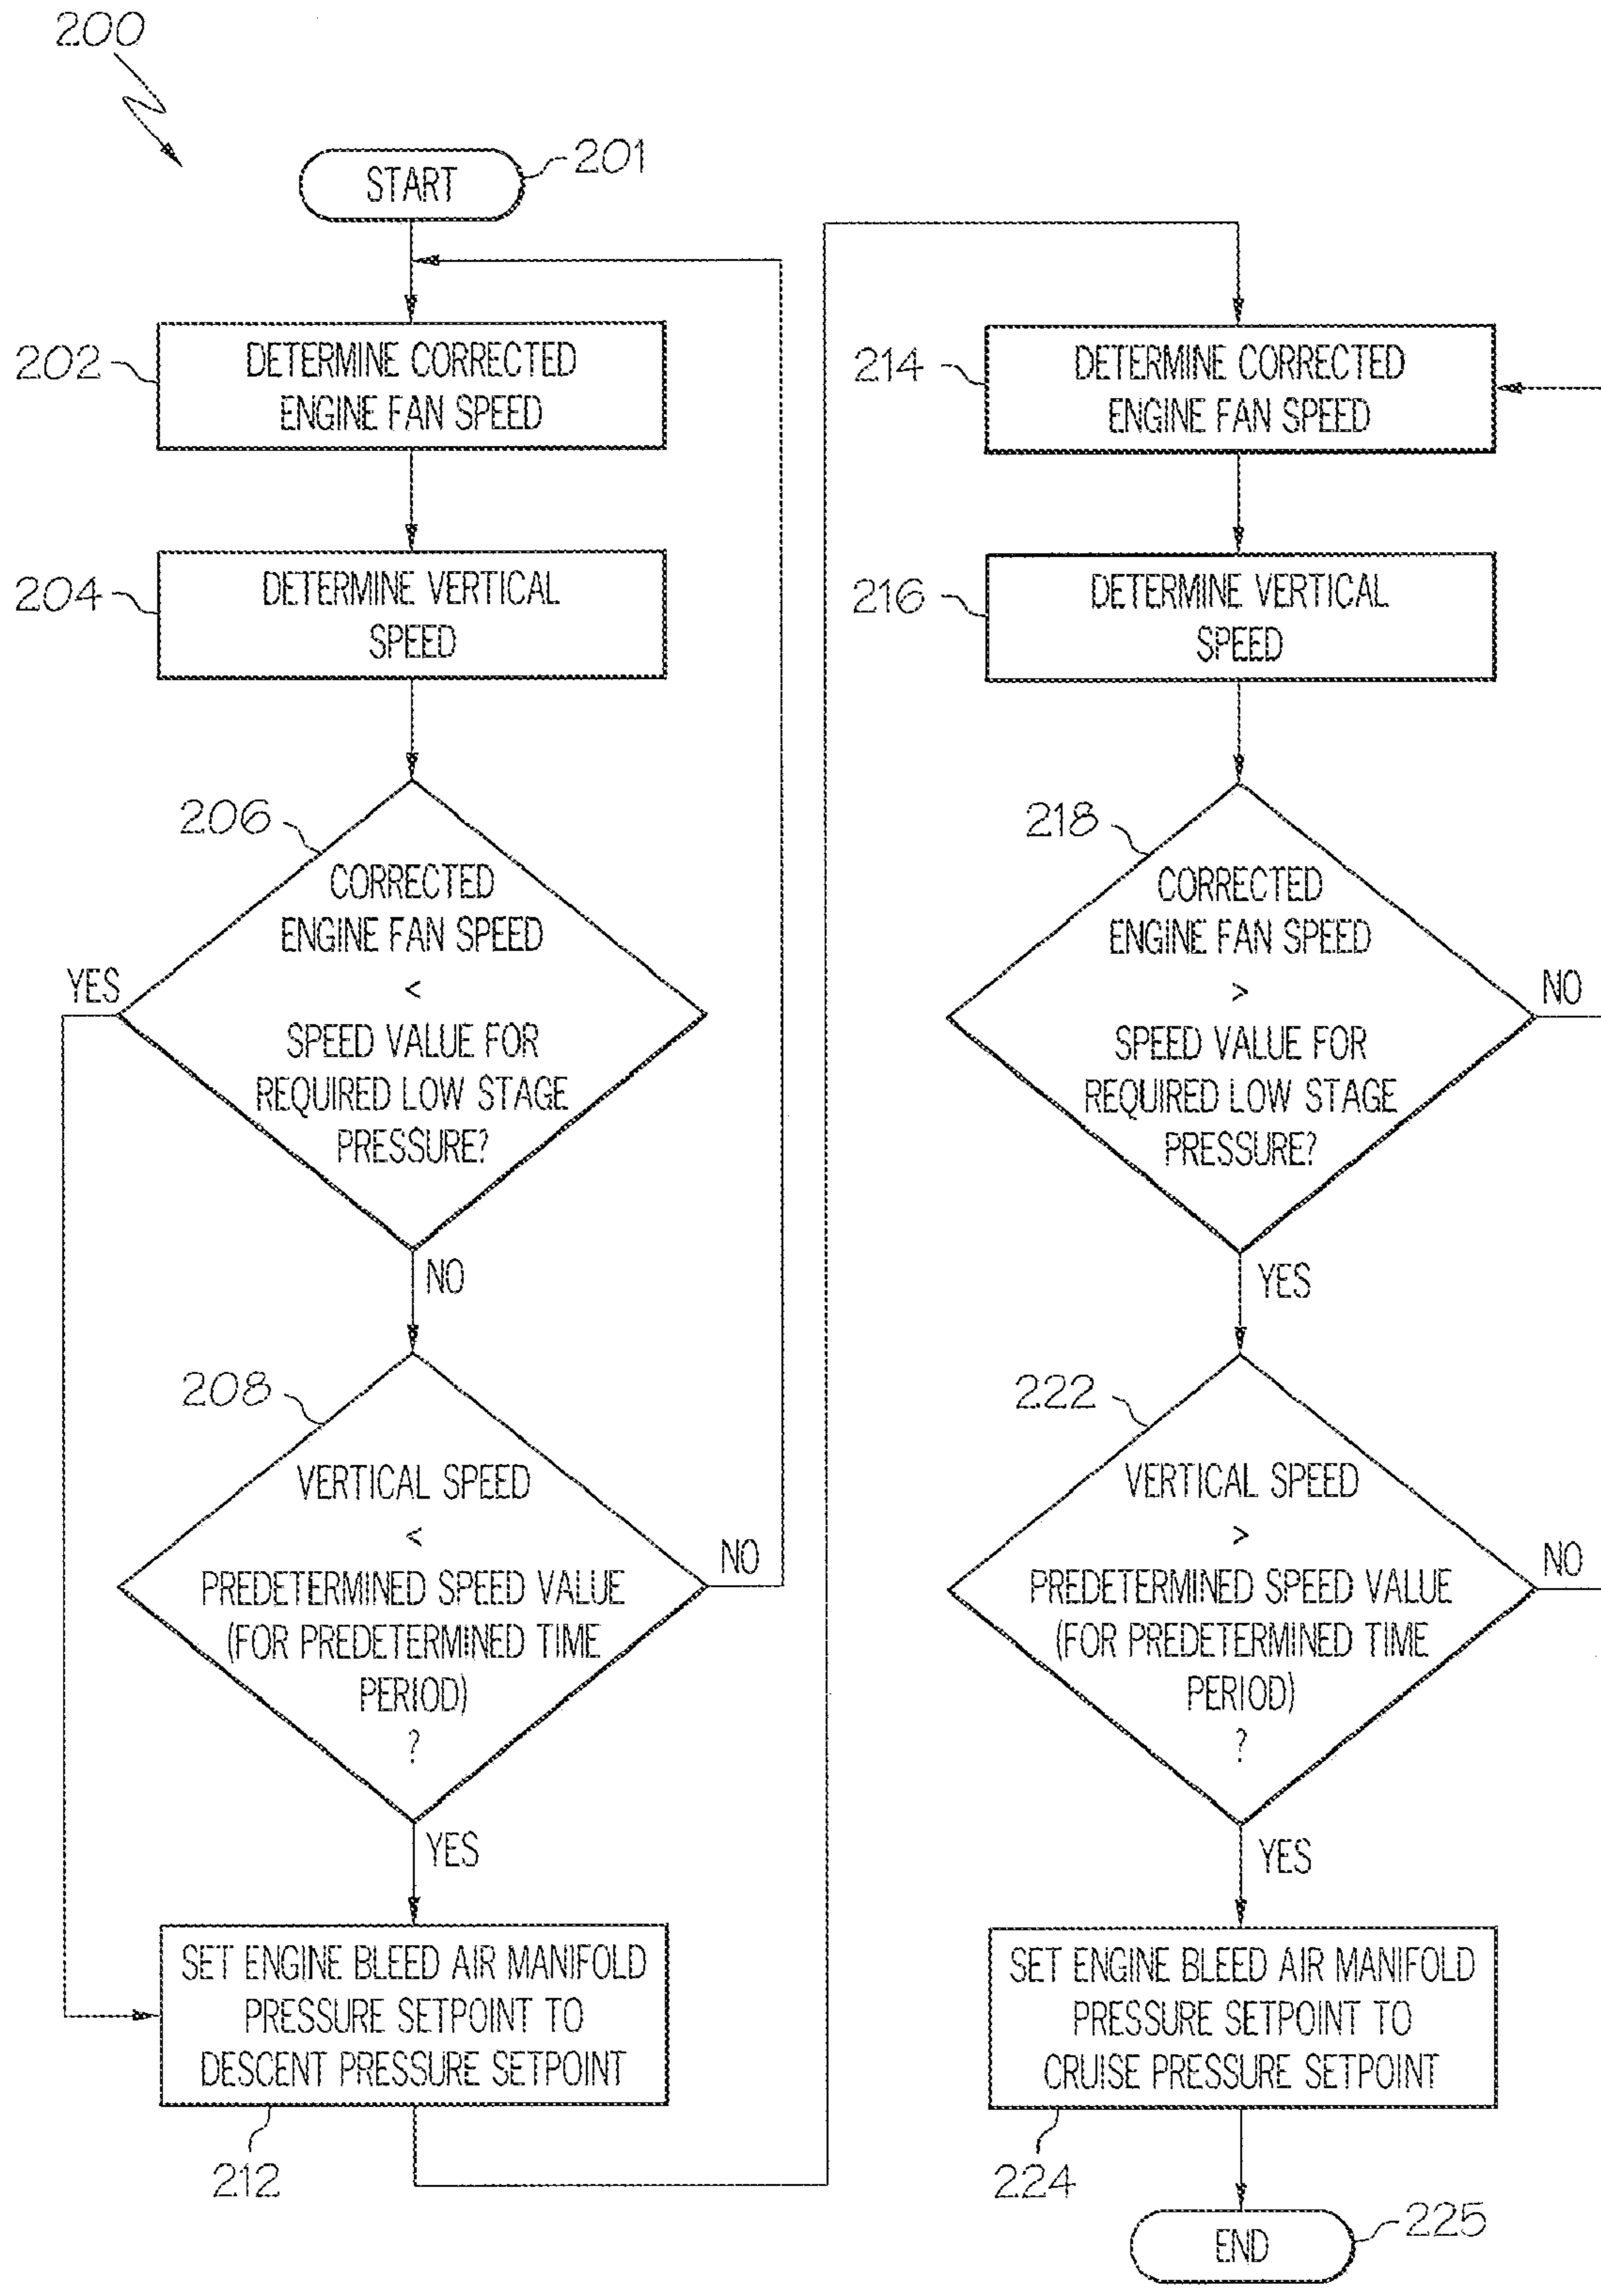 200
START
201
202
DETERMINE CORRECTED
ENGINE FAN SPEED
204
DETERMINE VERTICAL
SPEED
206
CORRECTED
ENGINE FAN SPEED
<
SPEED VALUE FOR
REQUIRED LOW STAGE
PRESSURE?
YES
NO
208
VERTICAL SPEED
<
PREDETERMINED SPEED VALUE
(FOR PREDETERMINED TIME
PERIOD)
?
NO
YES
SET ENGINE BLEED AIR MANIFOLD
PRESSURE SETPOINT TO
DESCENT PRESSURE SETPOINT
212
214
DETERMINE CORRECTED
ENGINE FAN SPEED
216
DETERMINE VERTICAL
SPEED
218
CORRECTED
ENGINE FAN SPEED
>
SPEED VALUE FOR
REQUIRED LOW STAGE
PRESSURE?
NO
YES
222
VERTICAL SPEED
>
PREDETERMINED SPEED VALUE
(FOR PREDETERMINED TIME
PERIOD)
?
NO
YES
SET ENGINE BLEED AIR MANIFOLD
PRESSURE SETPOINT TO
CRUISE PRESSURE SETPOINT
224
END
225